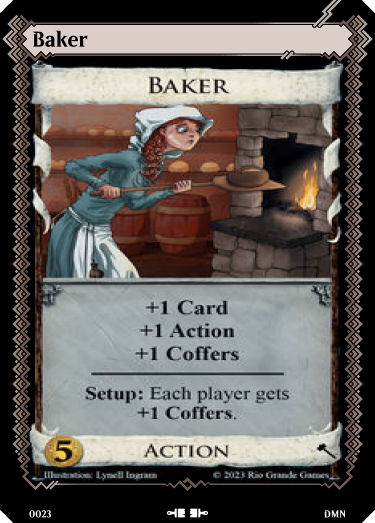 Baker
BAKER
+1 Card
+1 Action
+1 Coffers
Setup: Each player gets
+1 Coffers.
5
ACTION
Illustration: Lynell Ingram
© 2023 Rio Grande Games
0023
DMN